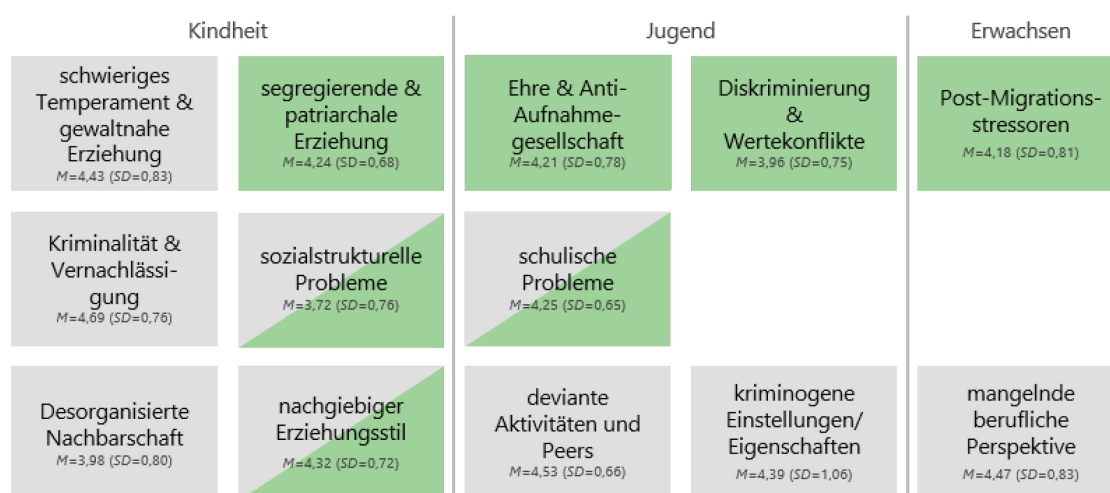 Kindheit
Jugend
Erwachsen
schwieriges
Temperament &
gewaltnahe
Erziehung
M=4,43 (SD=0,83)
segregierende &
patriarchale
Erziehung
M=4,24 (SD=0,68)
Ehre & Anti-
Aufnahme-
gesellschaft
M=4,21 (SD=0,78)
Diskriminierung
&
Wertekonflikte
M=3,96 (SD=0,75)
Post-Migrations-
stressoren
M=4,18 (SD=0,81)
Kriminalität &
Vernachlässi-
gung
M=4,69 (SD=0,76)
sozialstrukturelle
Probleme
M=3,72 (SD=0,76)
schulische
Probleme
M=4,25 (SD=0,65)
Desorganisierte
Nachbarschaft
M=3,98 (SD=0,80)
nachgiebiger
Erziehungsstil
M=4,32 (SD=0,72)
deviante
Aktivitäten und
Peers
M=4,53 (SD=0,66)
kriminogene
Einstellungen/
Eigenschaften
M=4,39 (SD=1,06)
mangelnde
berufliche
Perspektive
M=4,47 (SD=0,83)